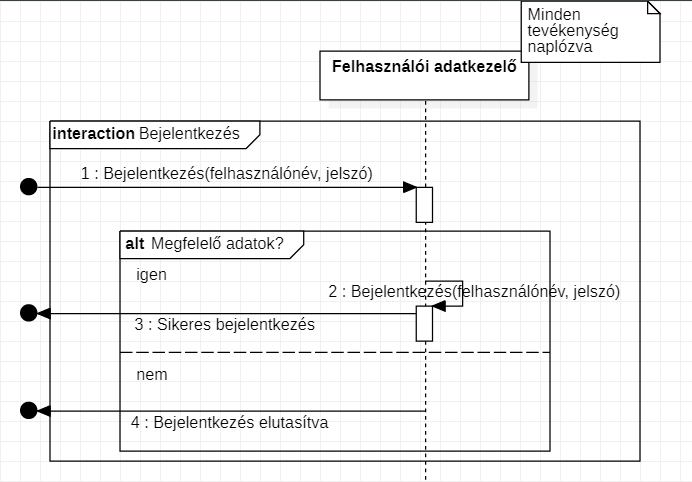 Minden
tevékenység
naplózva
Felhasználói adatkezelő
interaction Bejelentkezés
1 : Bejelentkezés(felhasználónév, jelszó)
alt Megfelelő adatok?
igen
2 : Bejelentkezés(felhasználónév, jelszó)
3 : Sikeres bejelentkezés
nem
4 : Bejelentkezés elutasítva